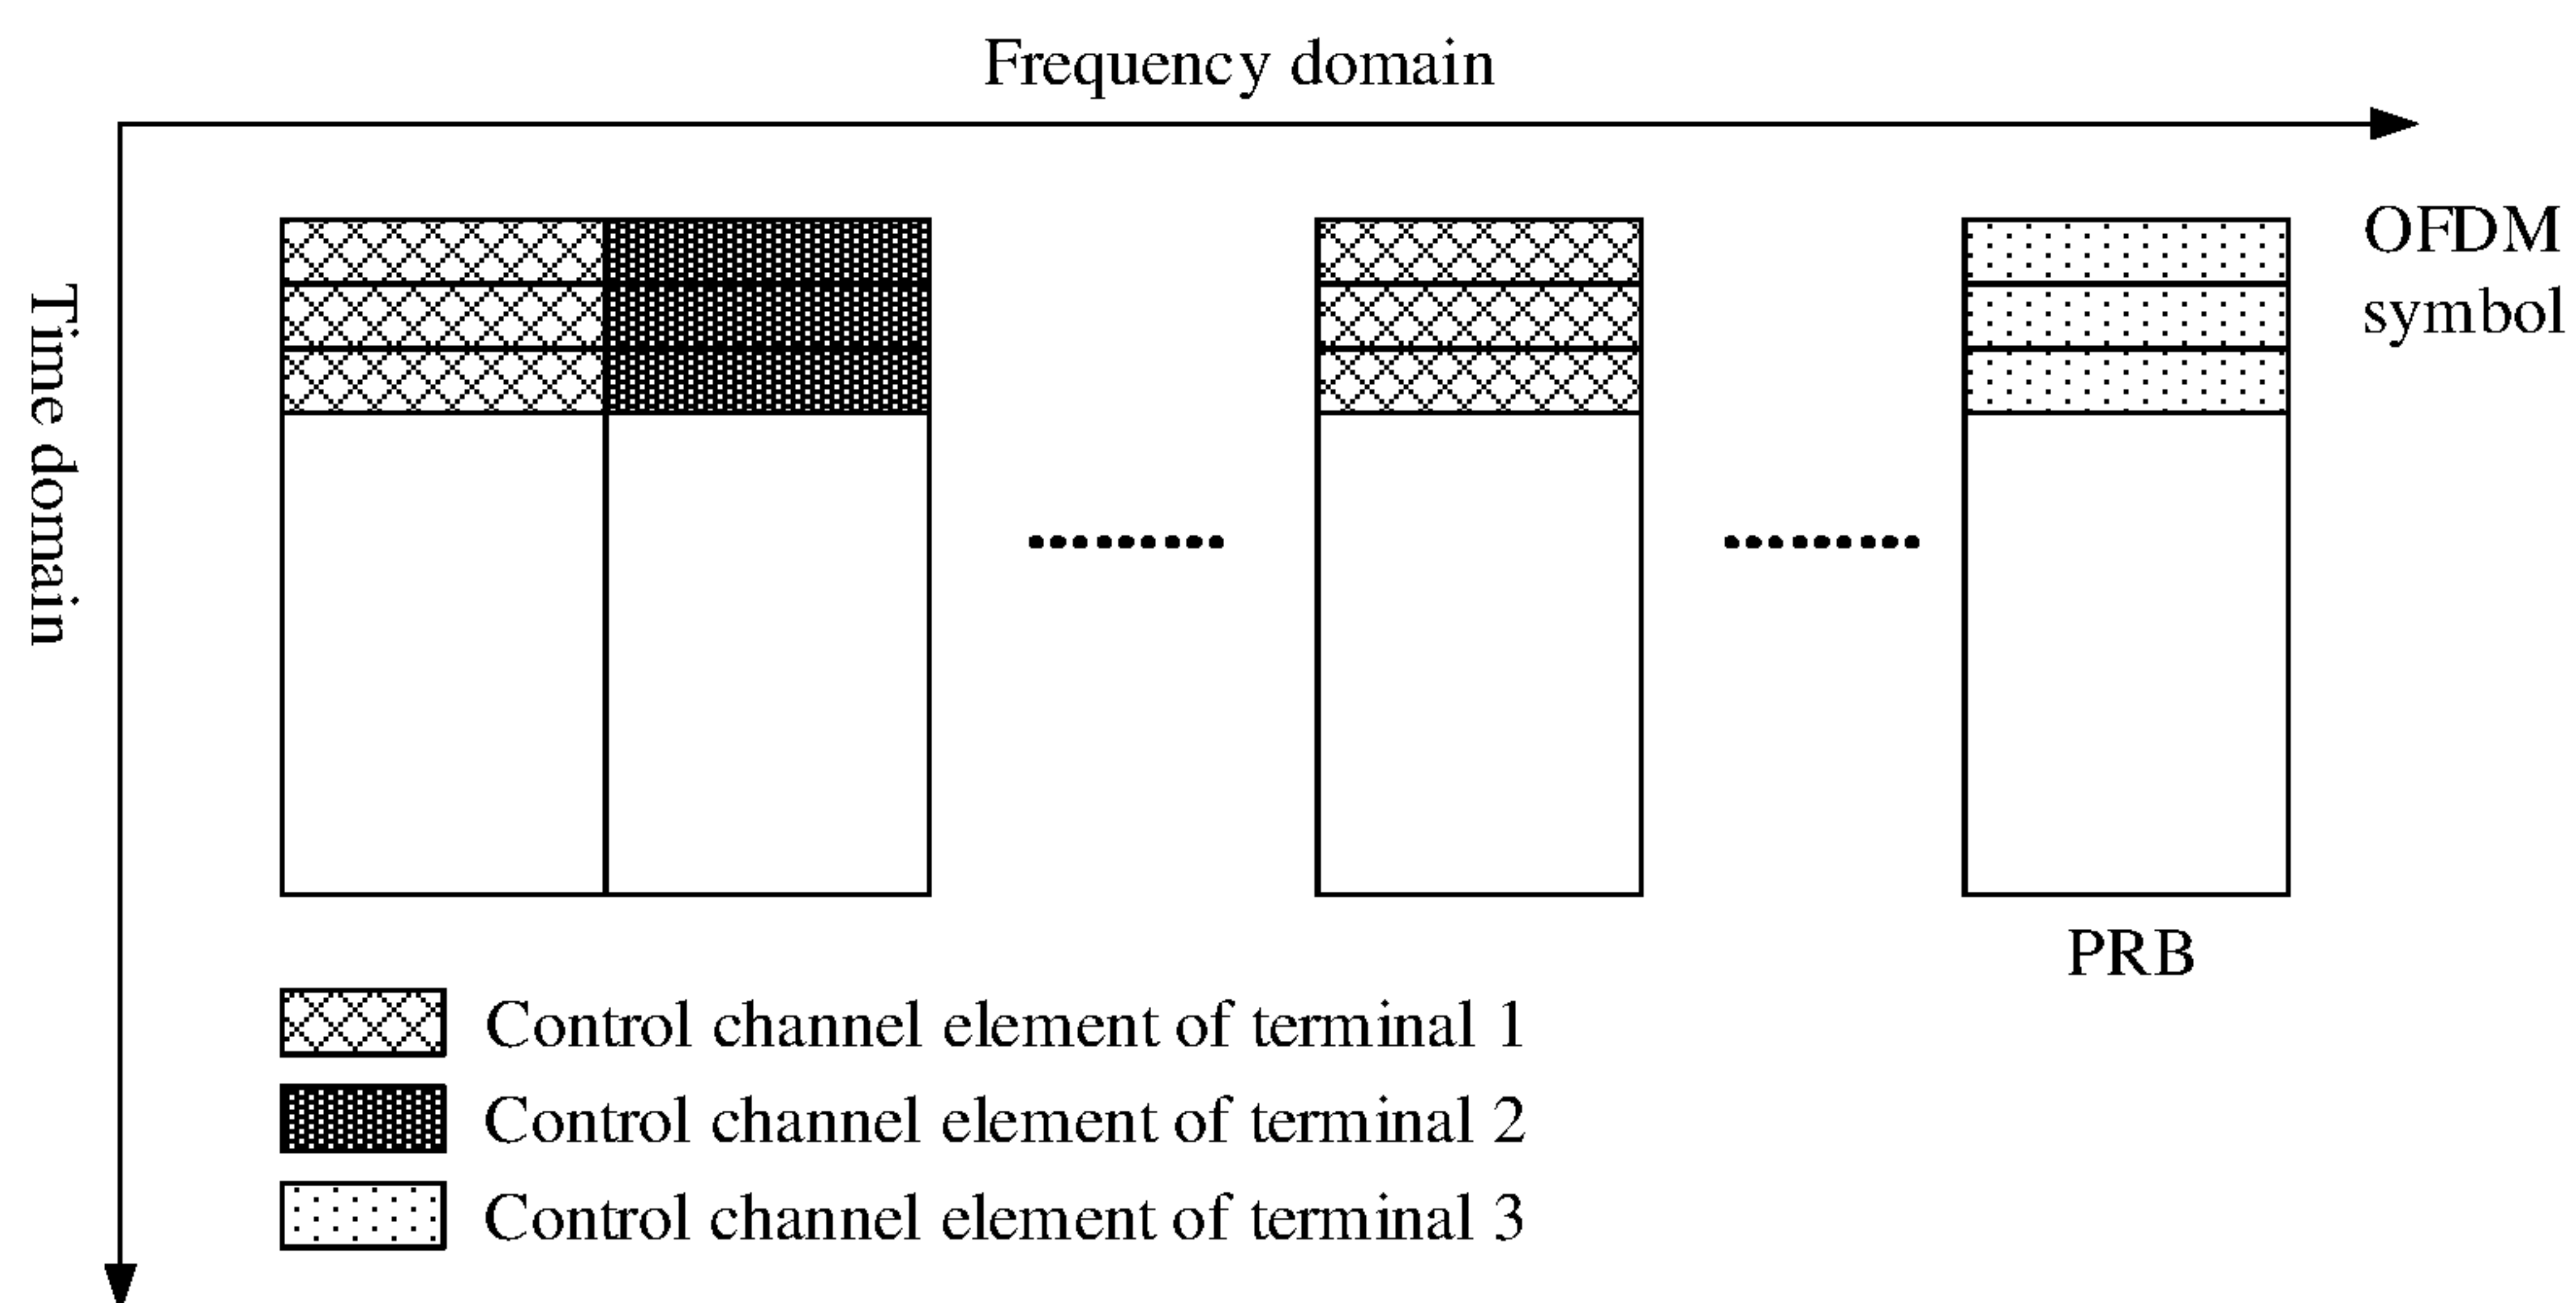 Frequency domain
Time domain
OFDM
symbol
PRB
Control channel element of terminal 1
Control channel element of terminal 2
Control channel element of terminal 3